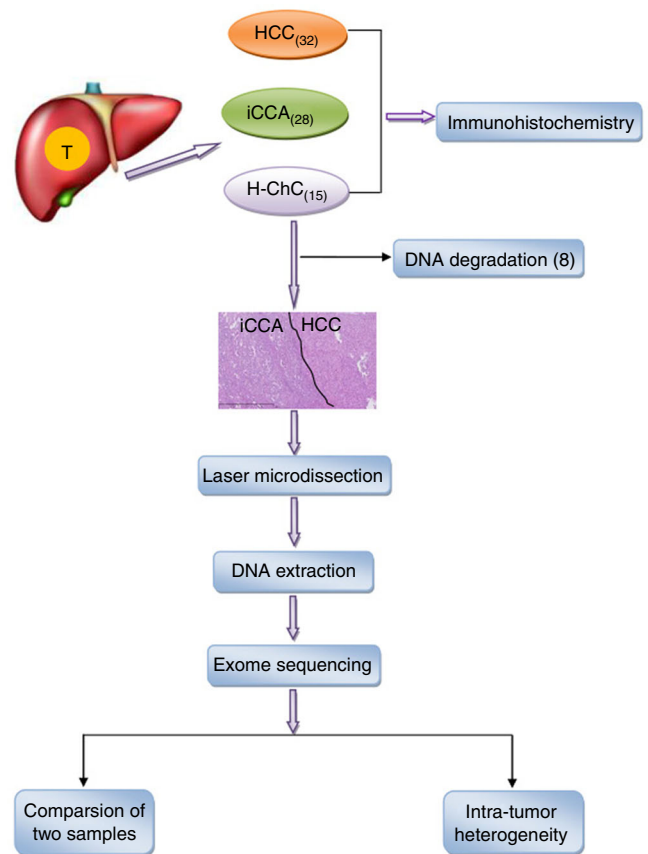 HCC(32)
T
iCCA(28)
Immunohistochemistry
H-ChC(15)
DNA degradation (8)
iCCA HCC
Laser microdissection
DNA extraction
Exome sequencing
Comparsion of
two samples
Intra-tumor
heterogeneity